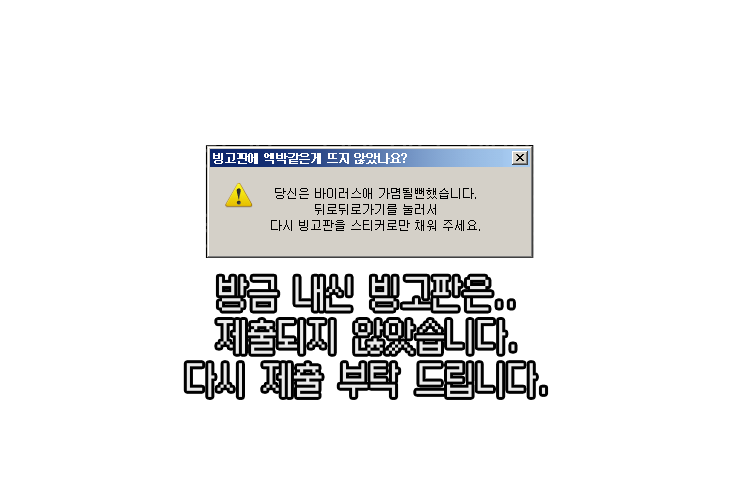 빙고판에 엑박같은게 뜨지 않았나요?
당신은 바이러스애 가몀될뻔했습니다.
뒤로뒤로가기를 눌러서
다시 빙고판을 스티커로만 채워 주세요.
방금 내신 빙고판은..
제출되지 않았습니다.
다시 제출 부탁 드립니다.